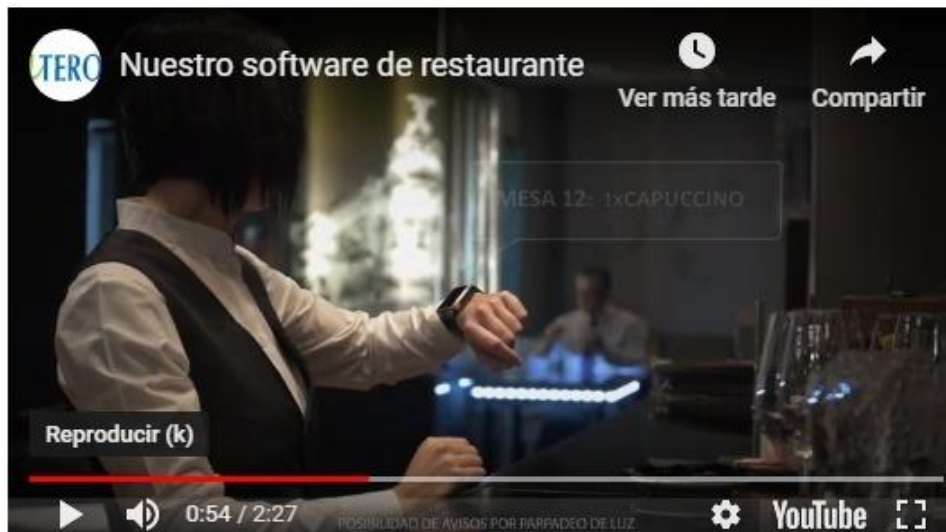 TERO
Nuestro software de restaurante
Ver más tarde
Compartir
MESA 12: 1xCAPUCCINO
Reproducir (k)
0:54 / 2:27
POSIBILIDAD DE AVISOS POR PARPADEO DE LUZ
YouTube